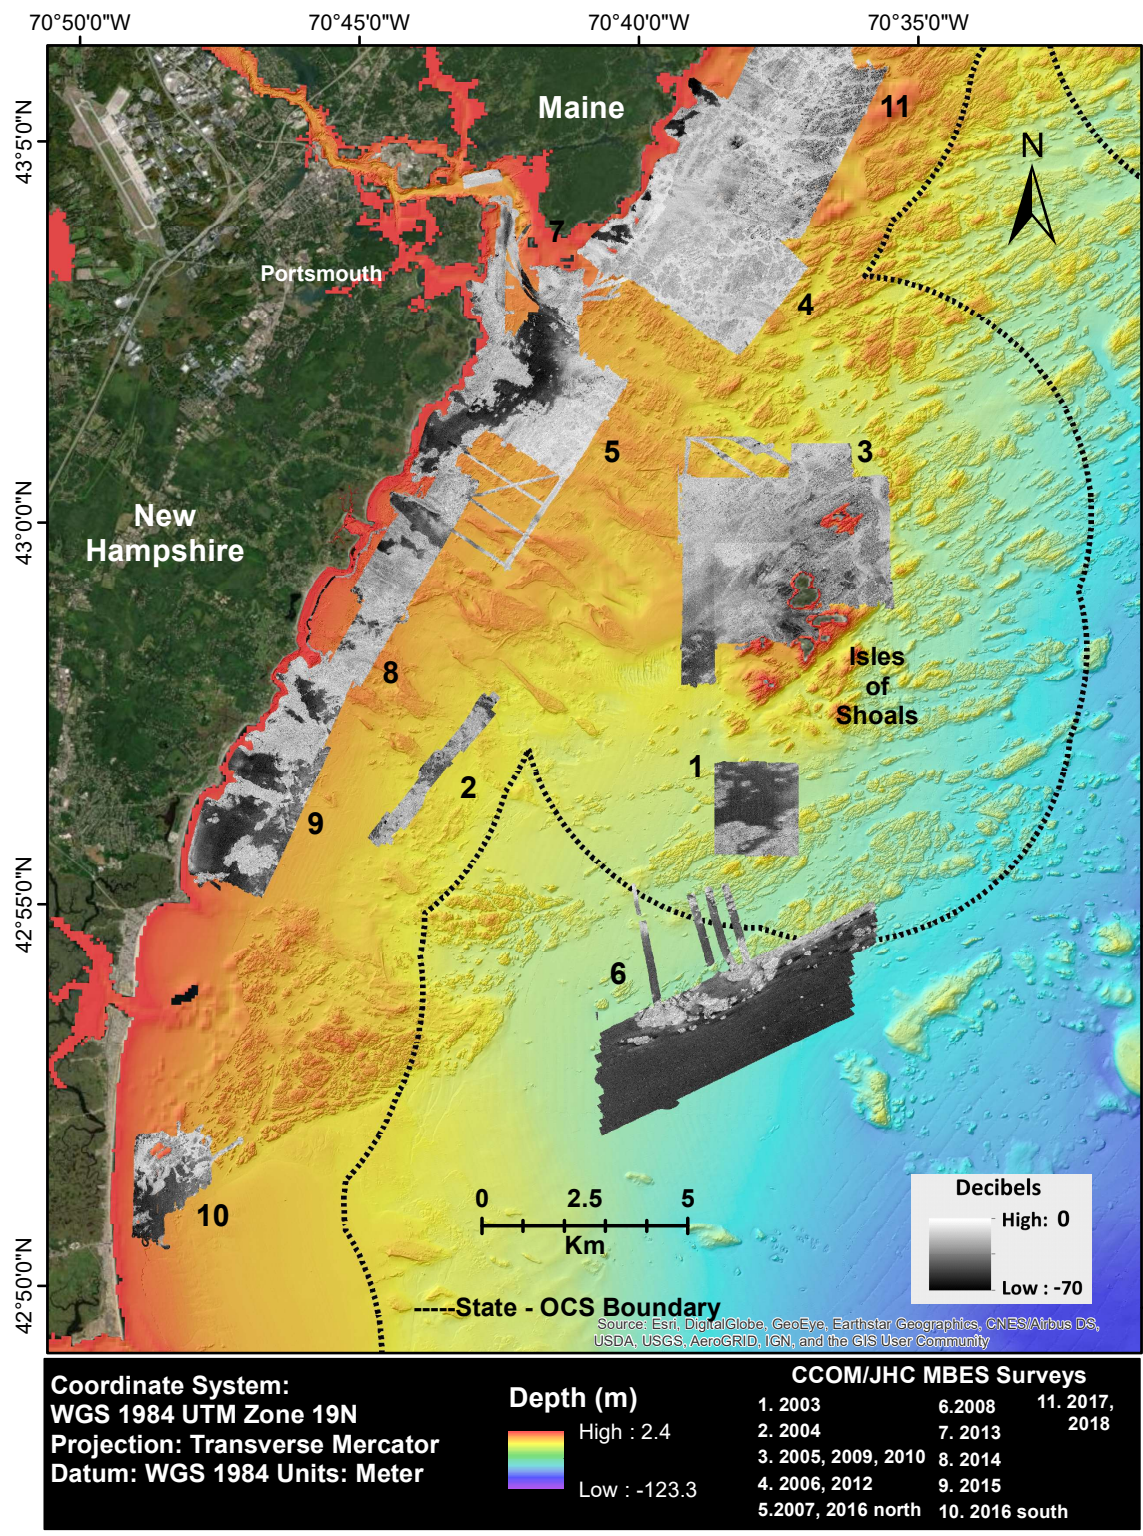 70°50'0"W
70°45'0"W
70°40'0"W
70°35'0"W
Maine
11
43°5'0"N
N
7
Portsmouth
4
5
3
43°0'0"N
New
Hampshire
Isles
of
Shoals
8
1
2
9
42°55'0"N
6
10
0 2.5 5
Km
Decibels
High: 0
Low : -70
42°50'0"N
-----State - OCS Boundary
Source: Esri, DigitalGlobe, GeoEye, Earthstar Geographics, CNES/Airbus DS,
USDA, USGS, AeroGRID, IGN, and the GIS User Community
Coordinate System:
WGS 1984 UTM Zone 19N
Projection: Transverse Mercator
Datum: WGS 1984 Units: Meter
Depth (m)
High : 2.4
Low : -123.3
CCOM/JHC MBES Surveys
1. 2003
2. 2004
3. 2005, 2009, 2010
4. 2006, 2012
5.2007, 2016 north
6.2008
7. 2013
8. 2014
9. 2015
10. 2016 south
11. 2017,
2018